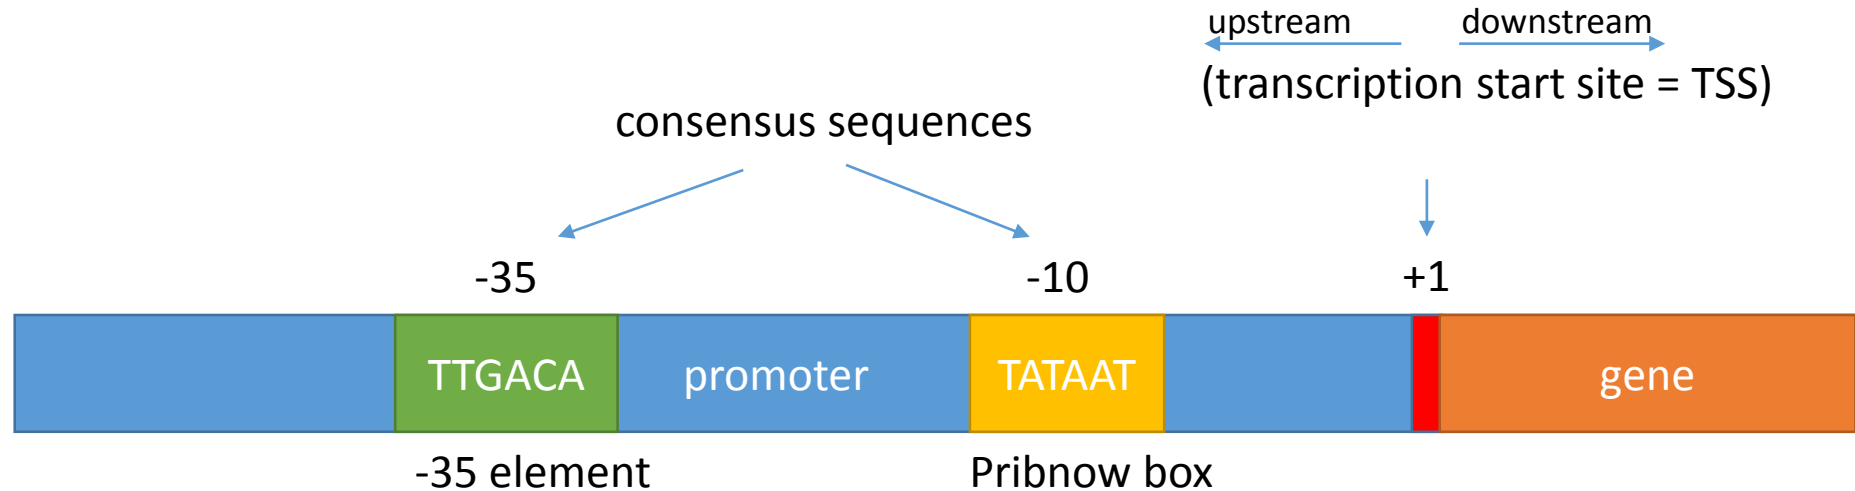 upstream downstream
(transcription start site = TSS)
consensus sequences
-35 -10 +1
TTGACA promoter TATAAT gene
-35 element Pribnow box